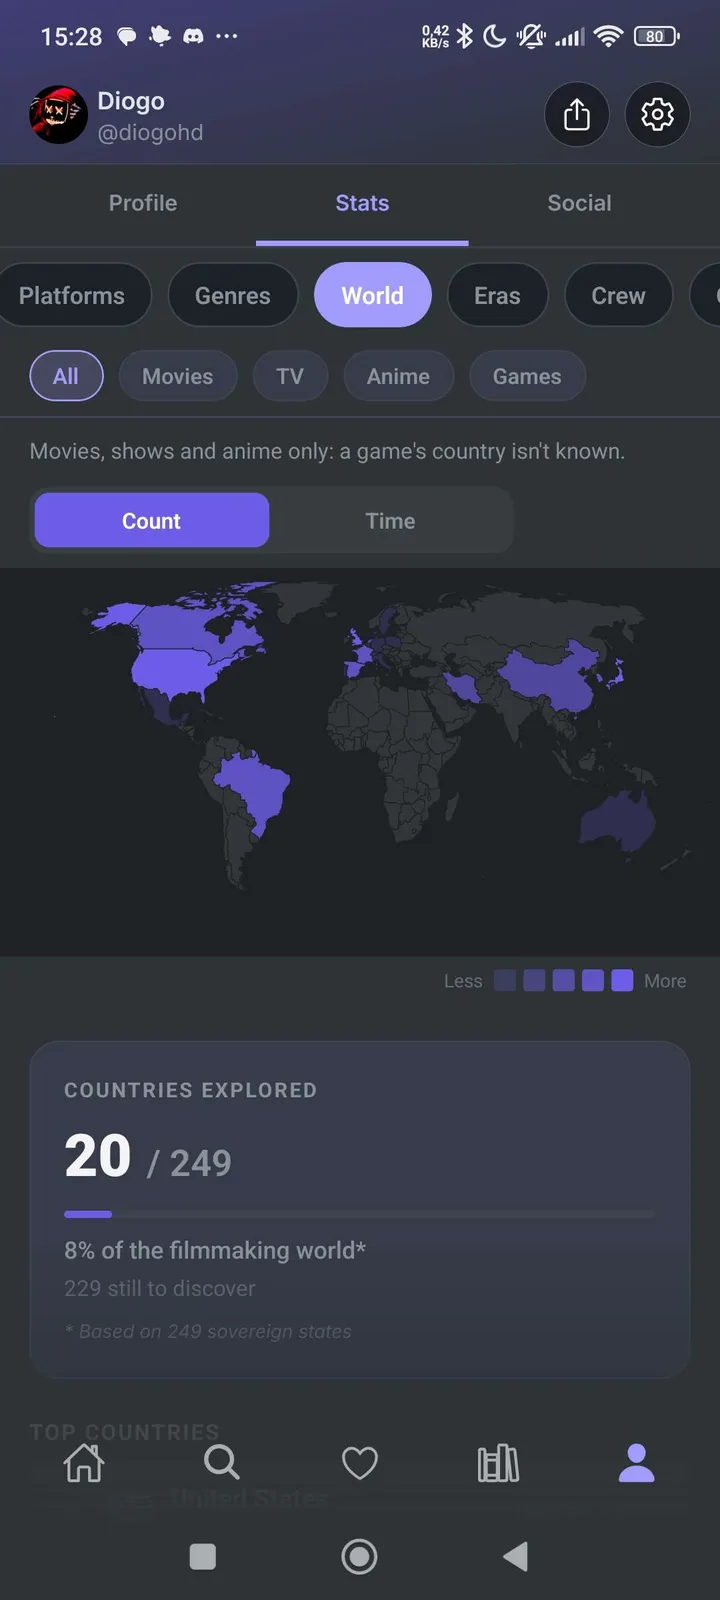 15:28
0,42 KB/s
80
Diogo
@diogohd
Profile Stats Social
Platforms Genres World Eras Crew
All Movies TV Anime Games
Movies, shows and anime only: a game's country isn't known.
Count Time
Less More
COUNTRIES EXPLORED
20 / 249
8% of the filmmaking world*
229 still to discover
* Based on 249 sovereign states
TOP COUNTRIES
United States